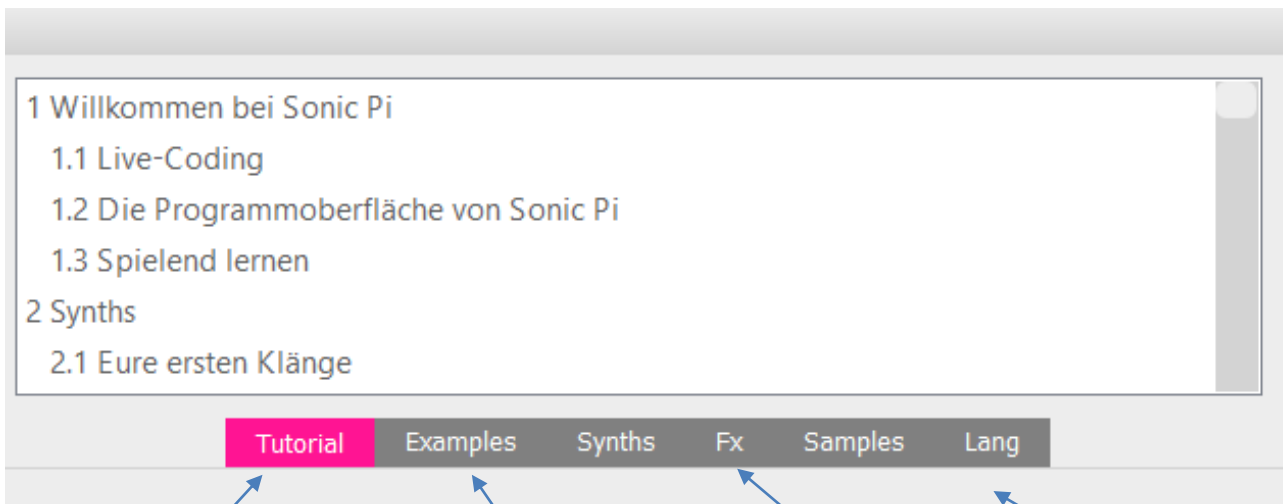 1 Willkommen bei Sonic Pi
1.1 Live-Coding
1.2 Die Programmoberfläche von Sonic Pi
1.3 Spielend lernen
2 Synths
2.1 Eure ersten Klänge
Tutorial Examples Synths Fx Samples Lang